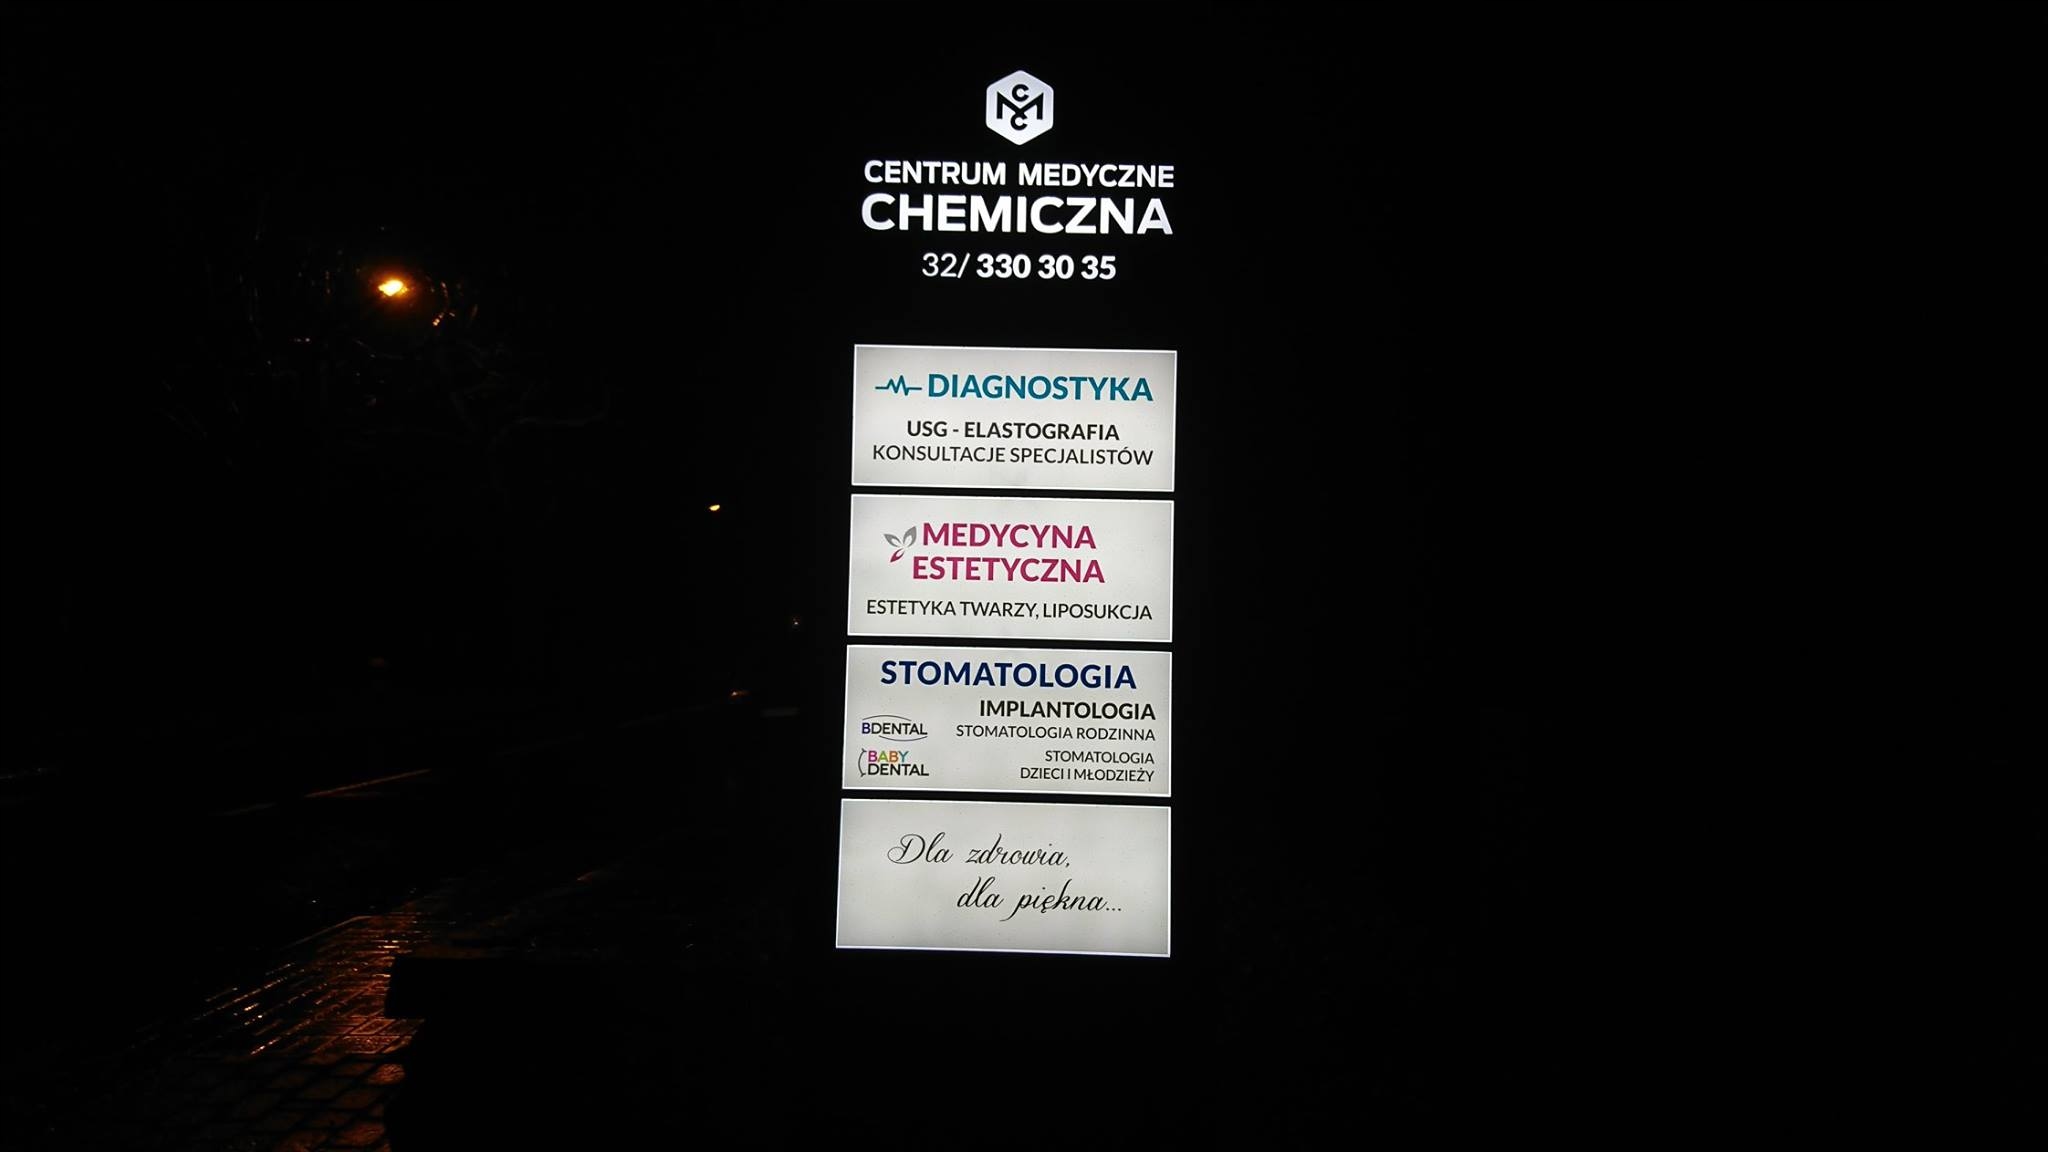 CMC
CENTRUM MEDYCZNE
CHEMICZNA
32/ 330 30 35
DIAGNOSTYKA
USG - ELASTOGRAFIA
KONSULTACJE SPECJALISTÓW
MEDYCYNA
ESTETYCZNA
ESTETYKA TWARZY, LIPOSUKCJA
STOMATOLOGIA
IMPLANTOLOGIA
BDENTAL STOMATOLOGIA RODZINNA
BABY STOMATOLOGIA
DENTAL DZIECI I MŁODZIEŻY
Dla zdrowia,
dla piękna...